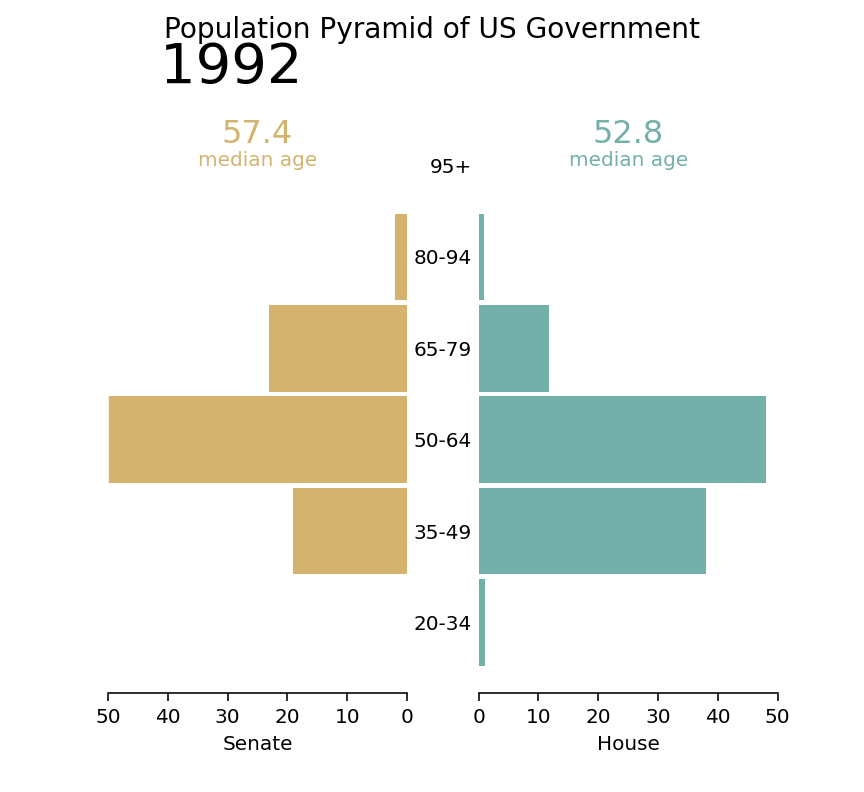 Population Pyramid of US Government
1992
57.4
median age
52.8
median age
95+
80-94
65-79
50-64
35-49
20-34
50 40 30 20 10 0
0 10 20 30 40 50
Senate
House